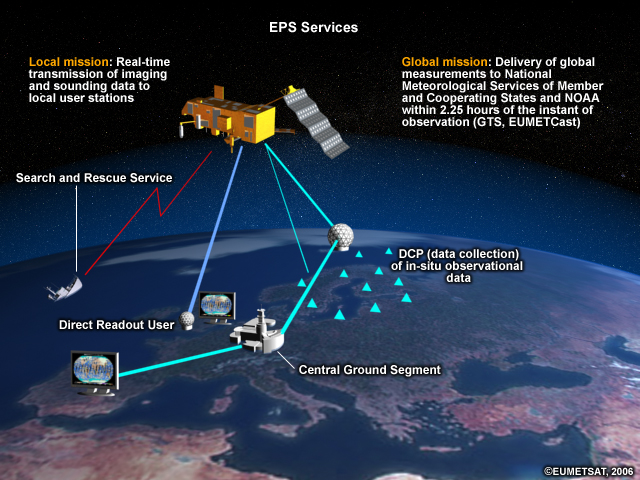 EPS Services
Local mission: Real-time
transmission of imaging
and sounding data to
local user stations
Global mission: Delivery of global
measurements to National
Meteorological Services of Member
and Cooperating States and NOAA
within 2.25 hours of the instant of
observation (GTS, EUMETCast)
Search and Rescue Service
DCP (data collection)
of in-situ observational
data
Direct Readout User
Central Ground Segment
©EUMETSAT, 2006